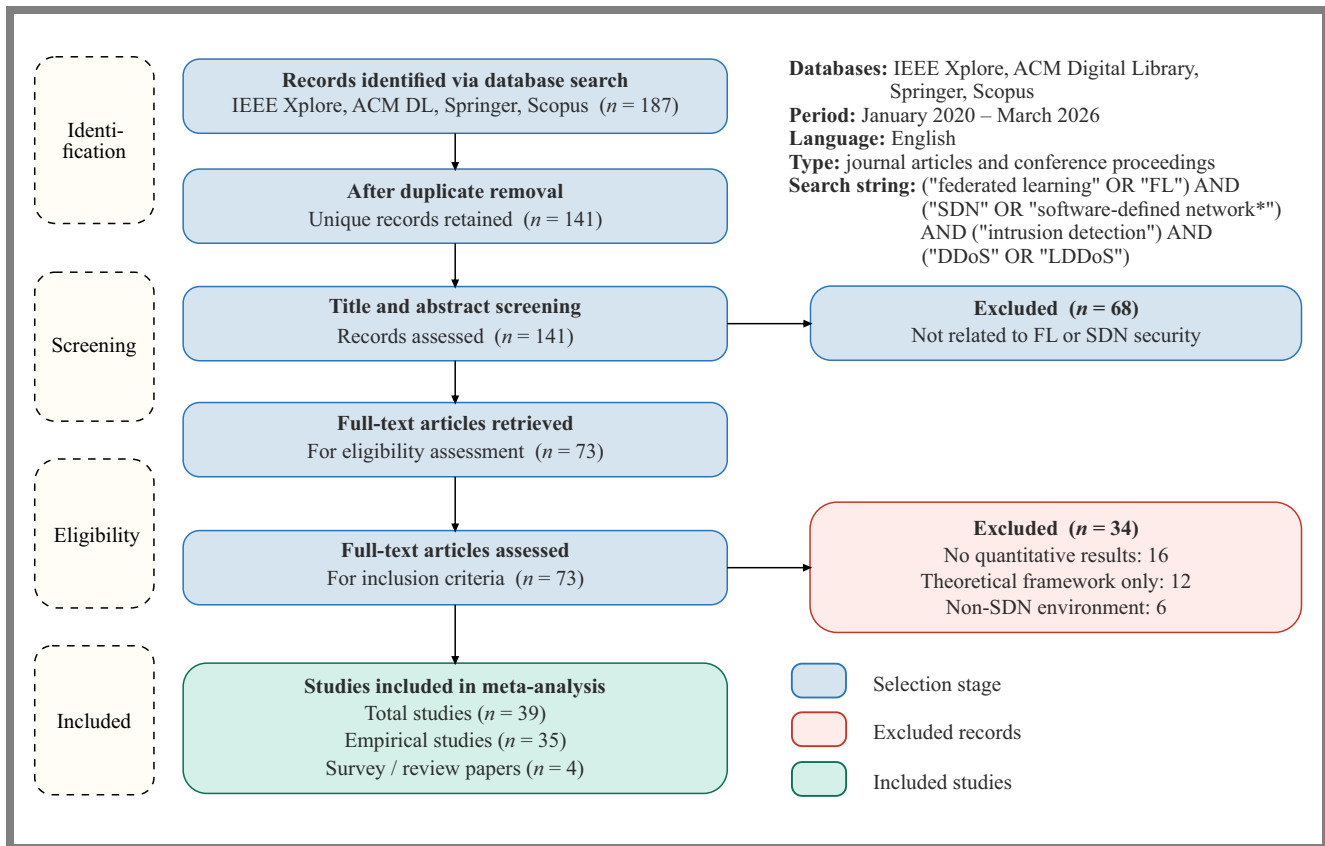 Identi-
fication
Records identified via database search
IEEE Xplore, ACM DL, Springer, Scopus (n = 187)
After duplicate removal
Unique records retained (n = 141)
Databases: IEEE Xplore, ACM Digital Library,
Springer, Scopus
Period: January 2020 – March 2026
Language: English
Type: journal articles and conference proceedings
Search string: ("federated learning" OR "FL") AND
("SDN" OR "software-defined network*")
AND ("intrusion detection") AND
("DDoS" OR "LDDoS")
Screening
Title and abstract screening
Records assessed (n = 141)
Excluded (n = 68)
Not related to FL or SDN security
Eligibility
Full-text articles retrieved
For eligibility assessment (n = 73)
Full-text articles assessed
For inclusion criteria (n = 73)
Excluded (n = 34)
No quantitative results: 16
Theoretical framework only: 12
Non-SDN environment: 6
Included
Studies included in meta-analysis
Total studies (n = 39)
Empirical studies (n = 35)
Survey / review papers (n = 4)
Selection stage
Excluded records
Included studies